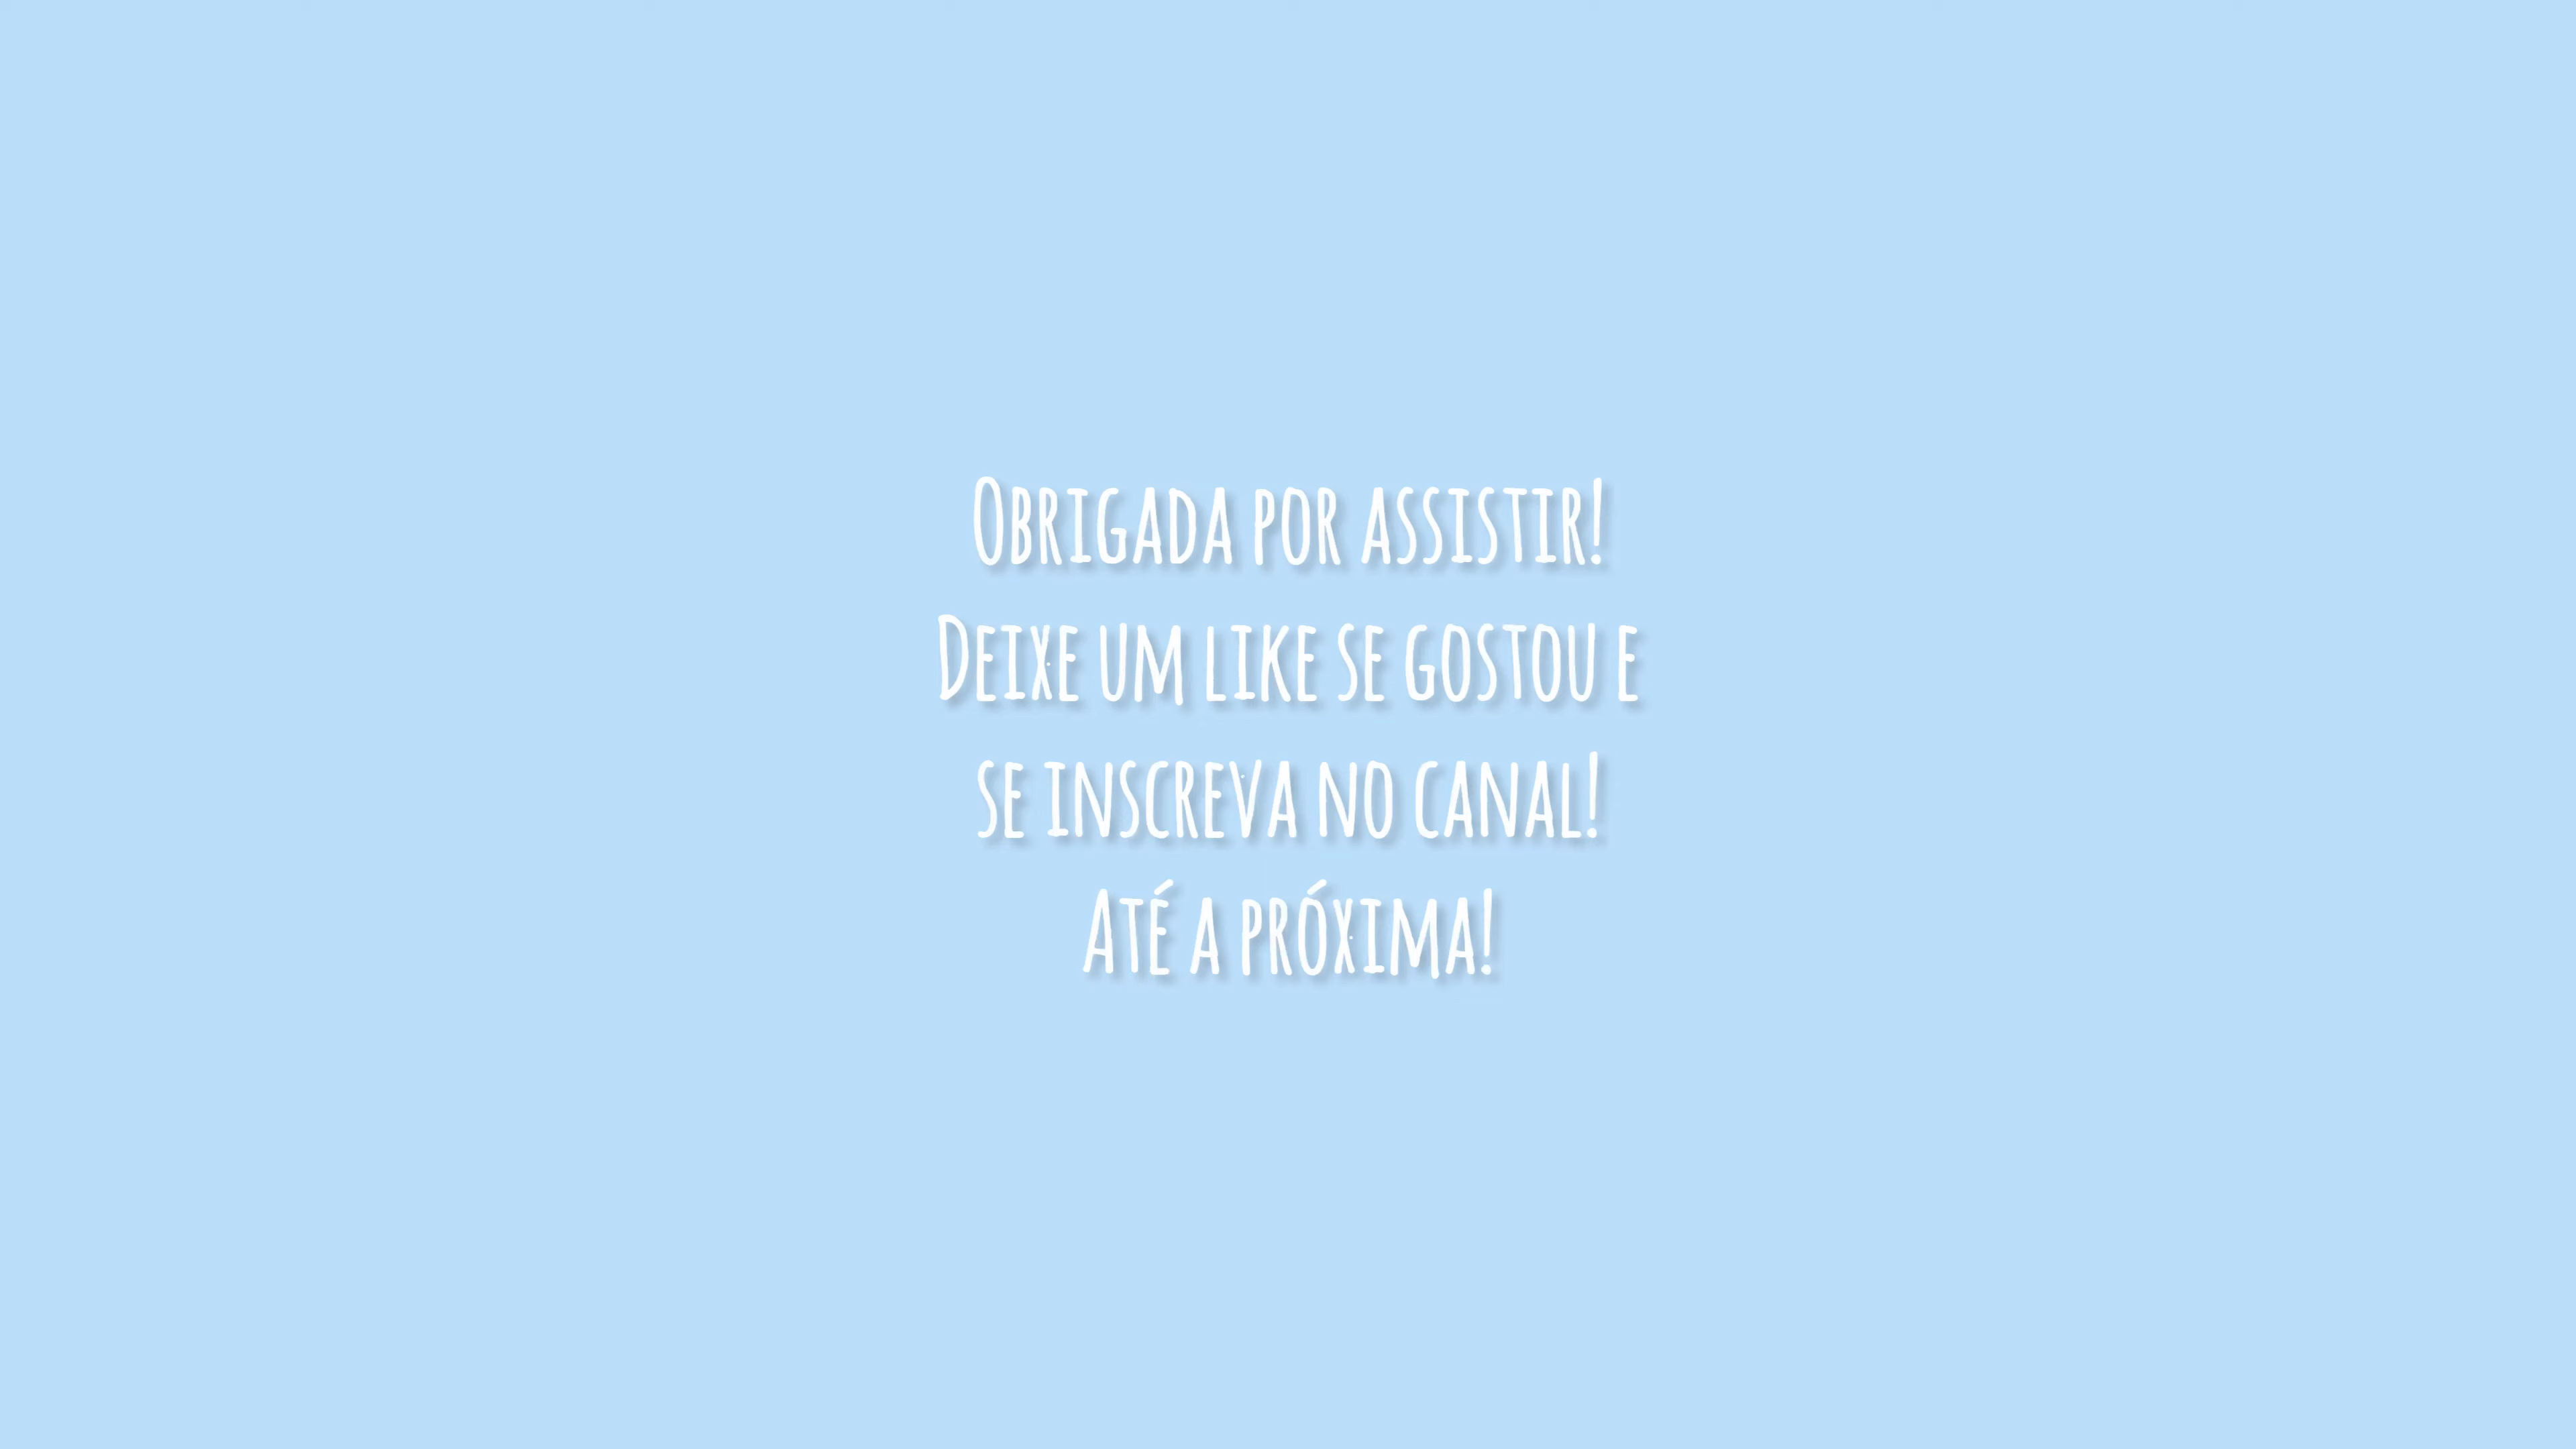 Obrigada por assistir!
Deixe um like se gostou e
se inscreva no canal!
Até a próxima!